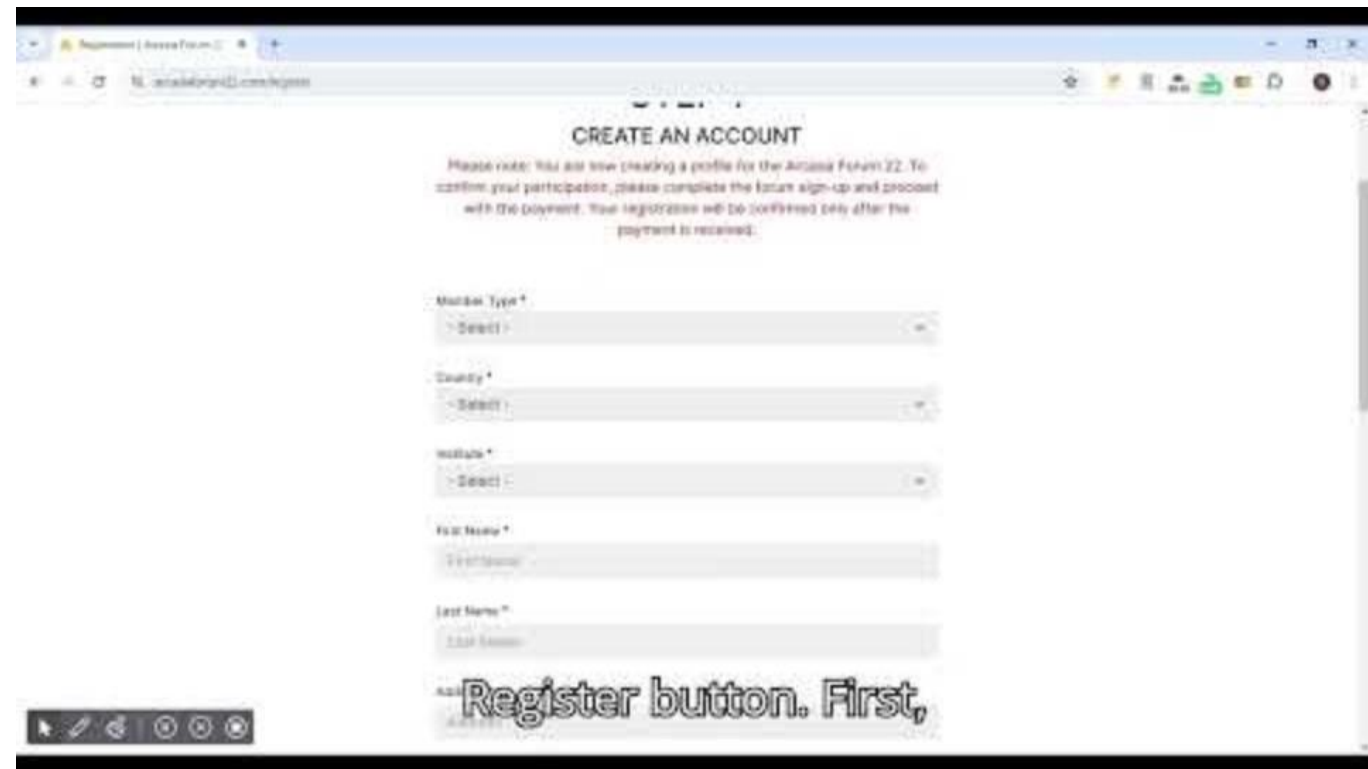 CREATE AN ACCOUNT
Please note: You are now creating a profile for the Arcasia Forum 22. To
confirm your participation, please complete the forum sign-up and proceed
with the payment. Your registration will be confirmed only after the
payment is received.
Member Type *
- Select -
Country *
- Select -
Institute *
- Select -
First Name *
First Name
Last Name *
Last Name
Register button. First,